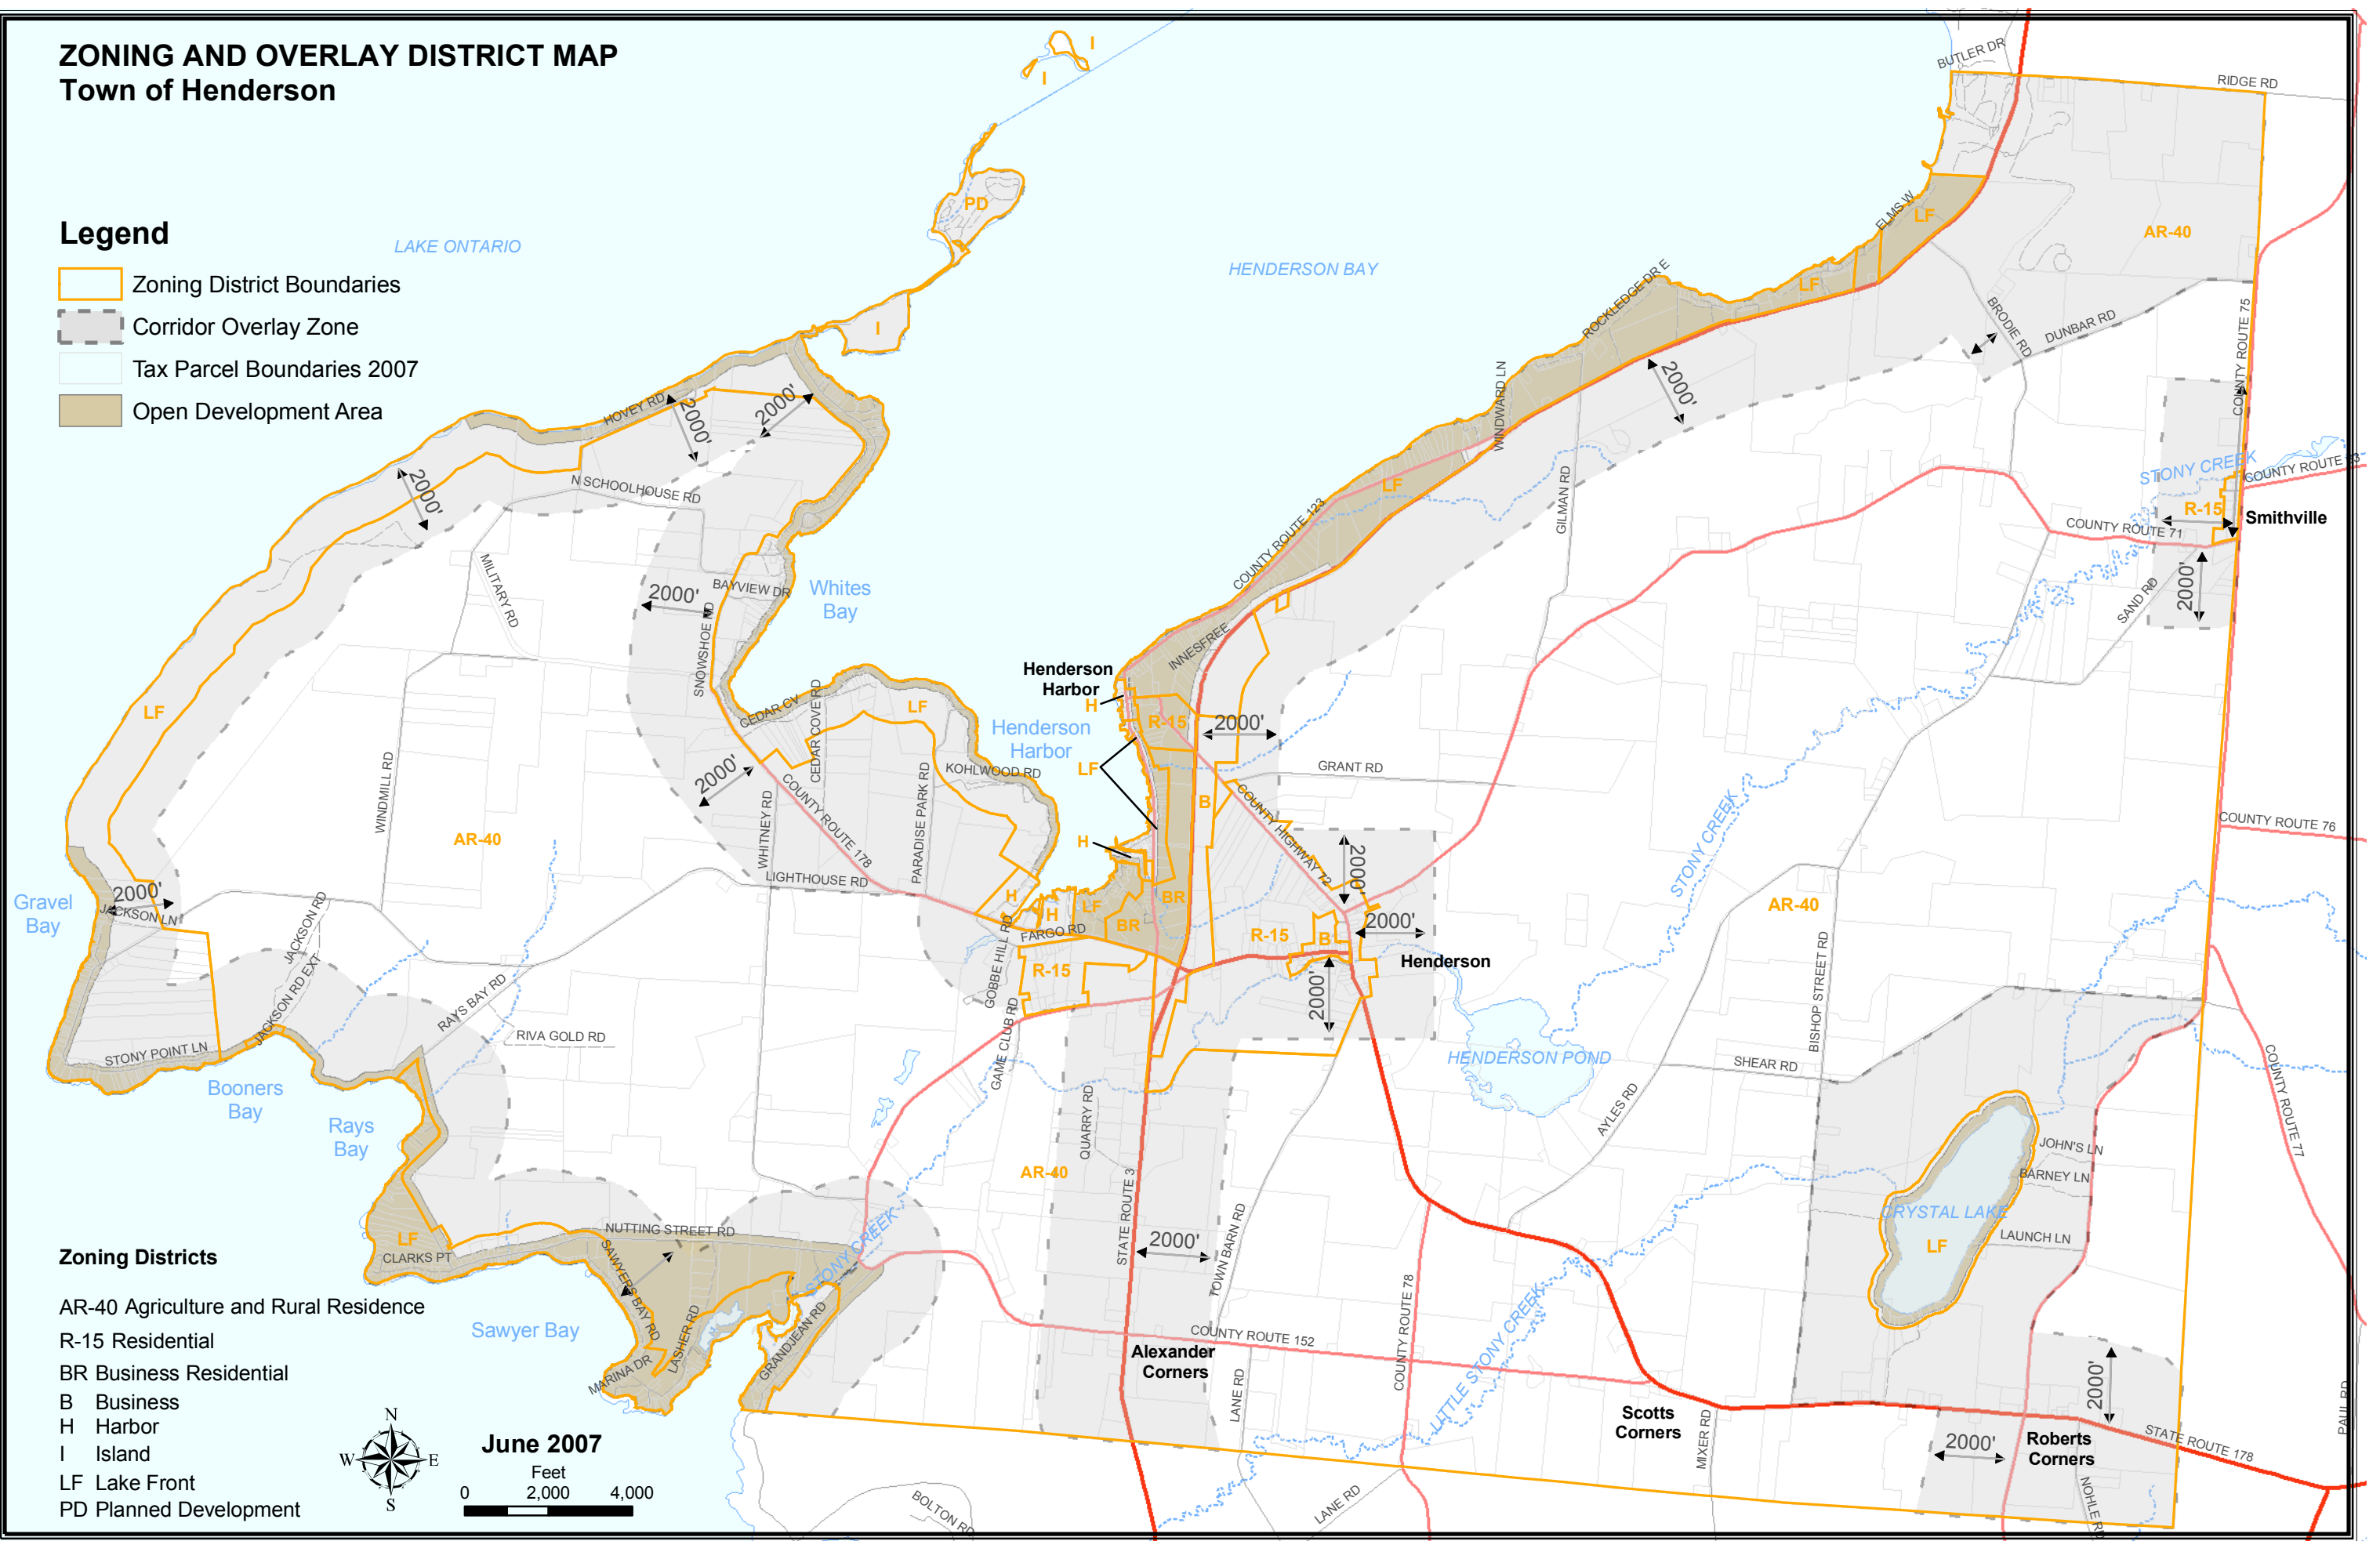 ZONING AND OVERLAY DISTRICT MAP
Town of Henderson
Legend
Zoning District Boundaries
Corridor Overlay Zone
Tax Parcel Boundaries 2007
Open Development Area
LAKE ONTARIO
HENDERSON BAY
I
I
PD
I
BUTLER DR
RIDGE RD
ELMS W
LF
AR-40
ROCKLEDGE DR E
LF
BRODIE RD
DUNBAR RD
COUNTY ROUTE 75
2000'
WINDWARD LN
HOVEY RD
2000'
2000'
2000'
N SCHOOLHOUSE RD
MILITARY RD
LF
COUNTY ROUTE 123
GILMAN RD
STONY CREEK
R-15
Smithville
COUNTY ROUTE 71
SAND RD
2000'
BAYVIEW DR
Whites
Bay
2000'
SNOWSHOE RD
INNESFREE
Henderson
Harbor
H
R-15
2000'
Henderson
Harbor
LF
LF
CEDAR CV
CEDAR COVE RD
LF
KOHLWOOD RD
2000'
COUNTY ROUTE 178
WHITNEY RD
PARADISE PARK RD
LIGHTHOUSE RD
WINDMILL RD
AR-40
B
GRANT RD
COUNTY HIGHWAY 72
H
2000'
STONY CREEK
COUNTY ROUTE 76
Gravel
Bay
2000'
JACKSON LN
JACKSON RD
JACKSON RD EXT
RAYS BAY RD
RIVA GOLD RD
STONY POINT LN
H
H
LF
BR
BR
FARGO RD
GOBBE HILL RD
R-15
R-15
B
2000'
Henderson
2000'
AR-40
BISHOP STREET RD
GAME CLUB RD
HENDERSON POND
SHEAR RD
AYLES RD
COUNTY ROUTE 77
Booners
Bay
Rays
Bay
QUARRY RD
AR-40
STATE ROUTE 3
TOWN BARN RD
2000'
JOHN'S LN
BARNEY LN
CRYSTAL LAKE
LAUNCH LN
LF
LF
CLARKS PT
NUTTING STREET RD
SAWYERS BAY RD
STONY CREEK
LASHER RD
MARINA DR
GRANDJEAN RD
Sawyer Bay
COUNTY ROUTE 152
Alexander
Corners
LANE RD
COUNTY ROUTE 78
LITTLE STONY CREEK
Scotts
Corners
MIXER RD
2000'
2000'
Roberts
Corners
STATE ROUTE 178
PAUL RD
NOHLE RD
LANE RD
BOLTON RD
Zoning Districts
AR-40 Agriculture and Rural Residence
R-15 Residential
BR Business Residential
B Business
H Harbor
I Island
LF Lake Front
PD Planned Development
N
W E
S
June 2007
Feet
0 2,000 4,000